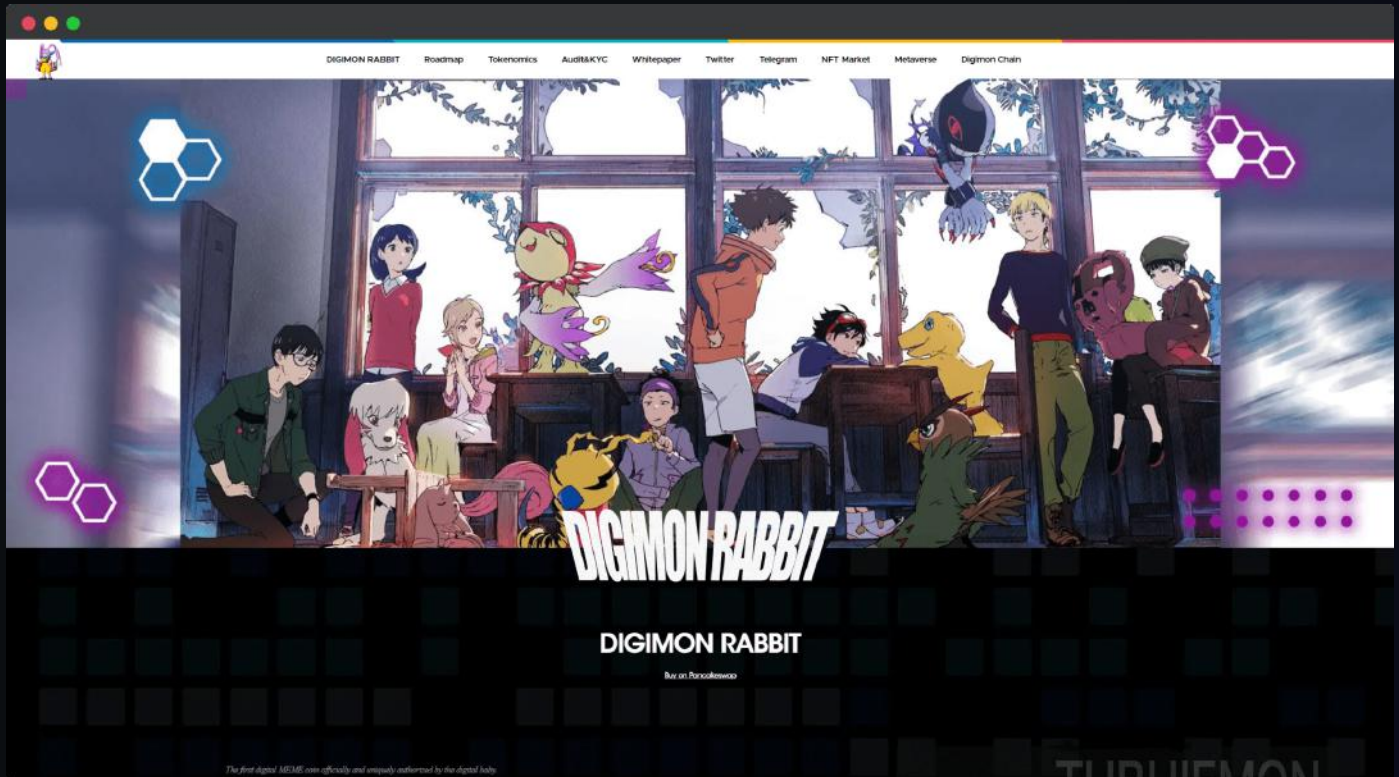 DIGIMON RABBIT Roadmap Tokenomics Audit&KYC Whitepaper Twitter Telegram NFT Market Metaverse Digimon Chain
DIGIMON RABBIT
DIGIMON RABBIT
Buy on Pancakeswap
The first digital MEME coin officially and uniquely authorized by the digital baby.